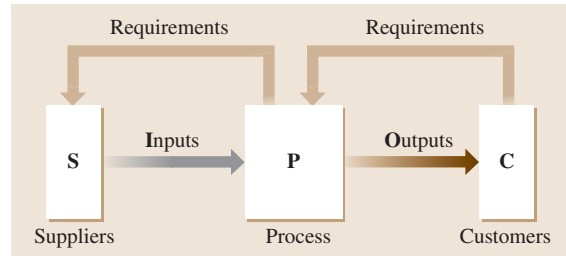 Requirements Requirements
Inputs Outputs
S P C
Suppliers Process Customers